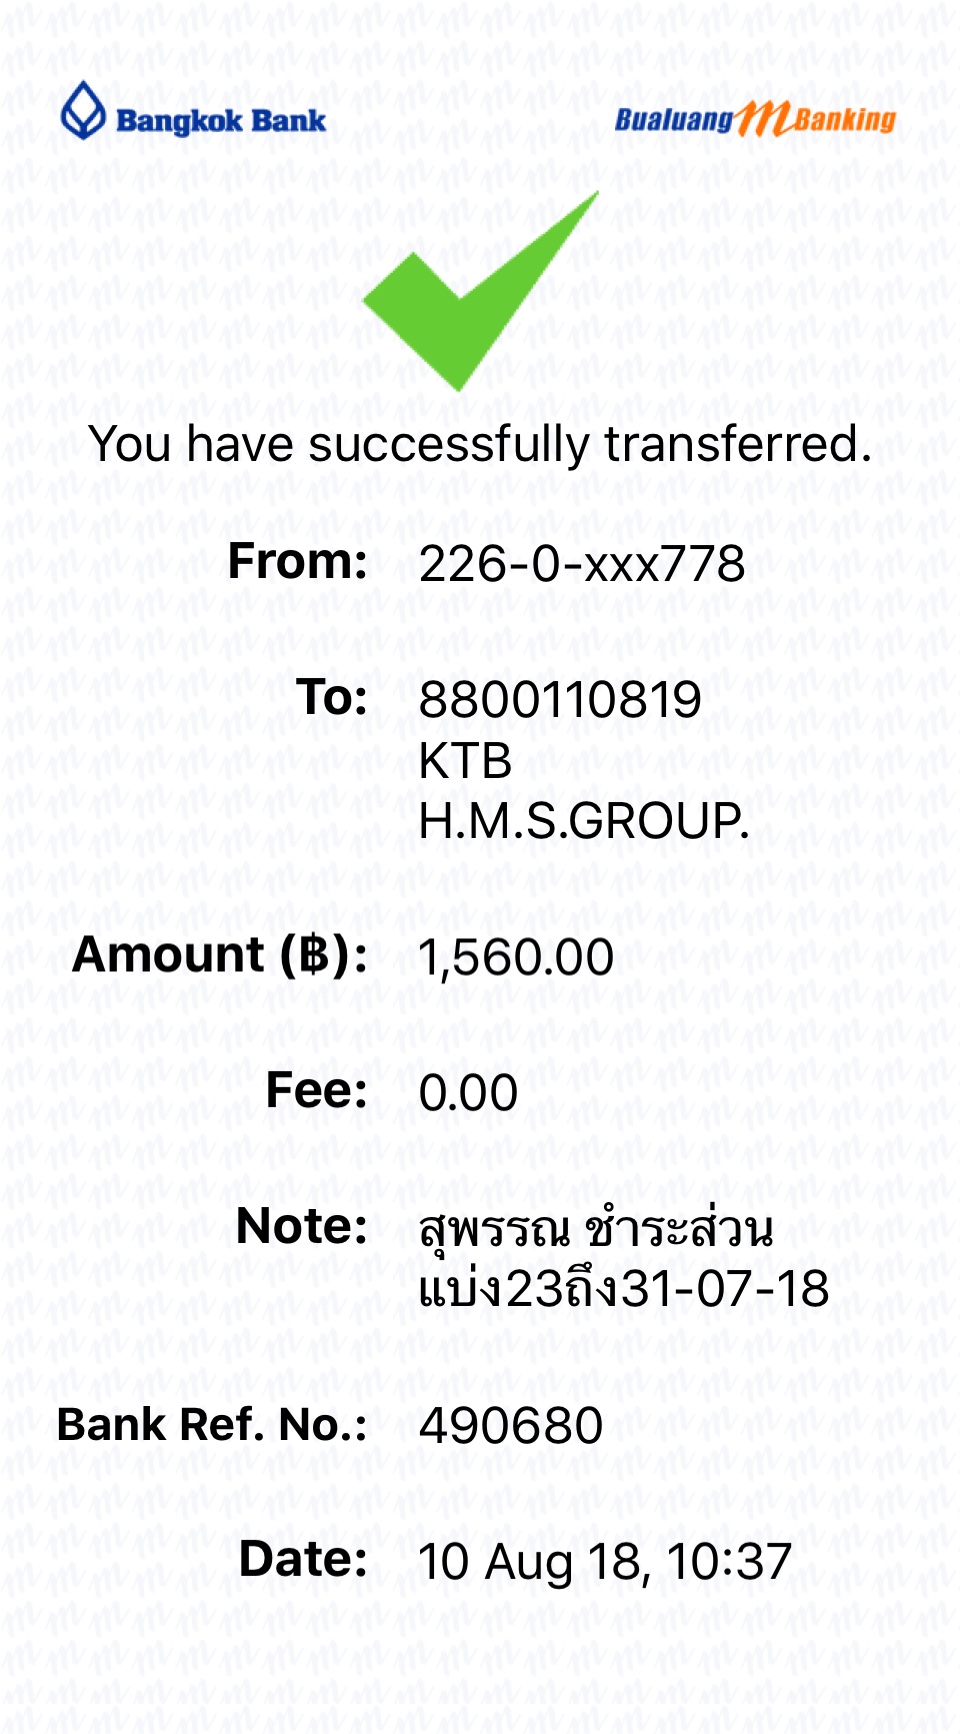 Bangkok Bank
Bualuang mBanking
You have successfully transferred.
From: 226-0-xxx778
To: 8800110819
KTB
H.M.S.GROUP.
Amount (฿): 1,560.00
Fee: 0.00
Note: สุพรรณ ชำระส่วน
แบ่ง23ถึง31-07-18
Bank Ref. No.: 490680
Date: 10 Aug 18, 10:37